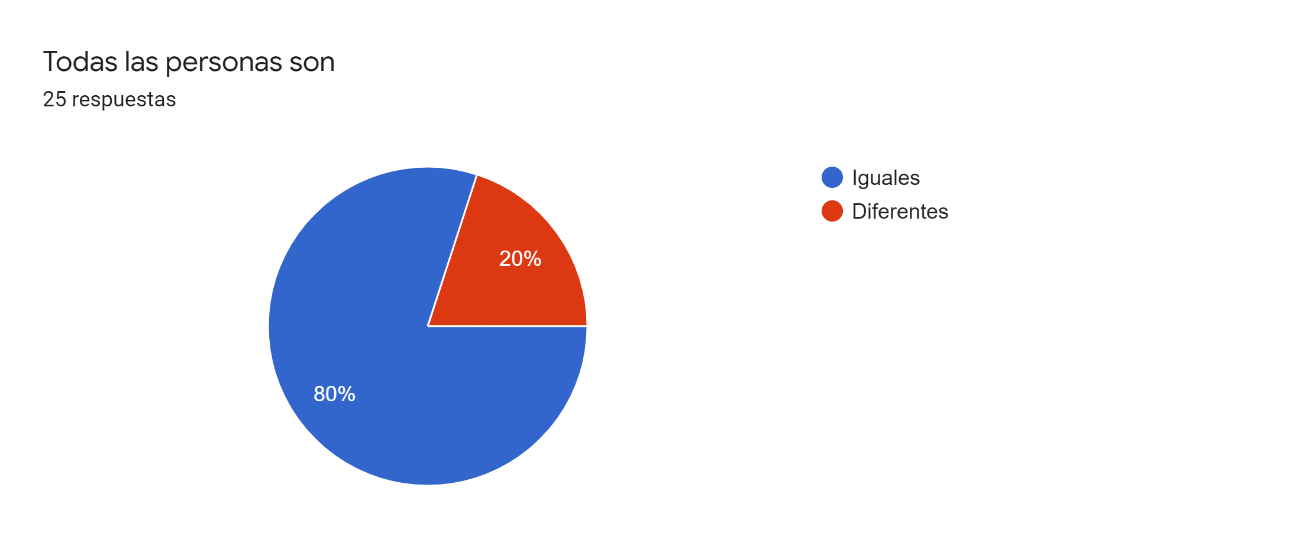 Todas las personas son
25 respuestas
Iguales
Diferentes
20%
80%